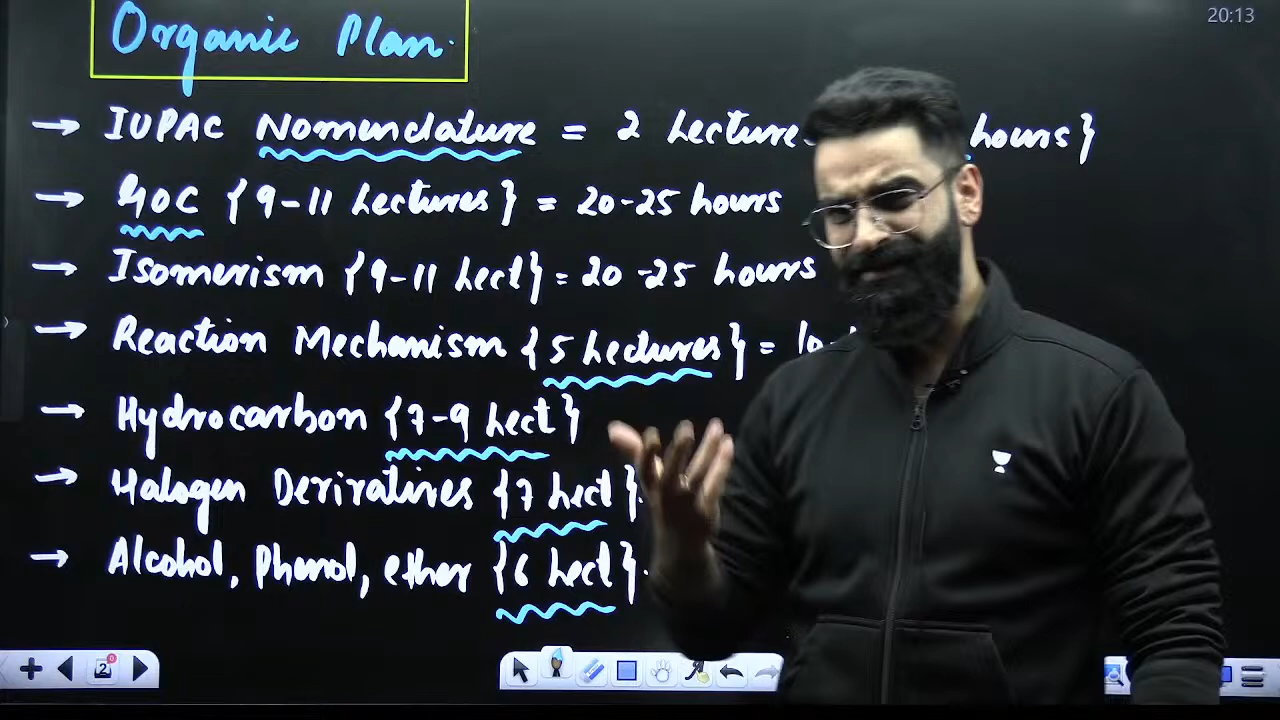 20:13
Organic Plan.
→ IUPAC Nomenclature = 2 Lecture hours}
→ GOC {9-11 Lectures} = 20-25 hours
→ Isomerism {9-11 Lect} = 20-25 hours
→ Reaction Mechanism {5 Lectures} = 10-
→ Hydrocarbon {7-9 Lect}
→ Halogen Derivatives {7 Lect}.
→ Alcohol, Phenol, ether {6 Lect}.
2